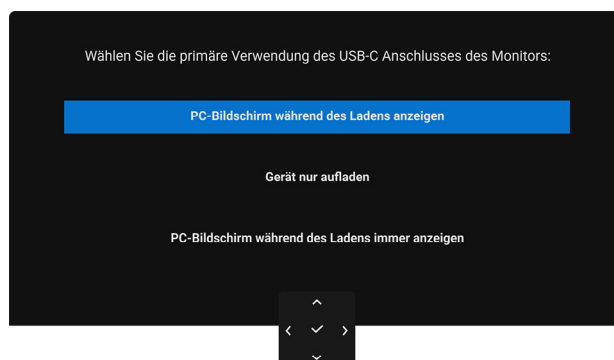 Wählen Sie die primäre Verwendung des USB-C Anschlusses des Monitors:
PC-Bildschirm während des Ladens anzeigen
Gerät nur aufladen
PC-Bildschirm während des Ladens immer anzeigen